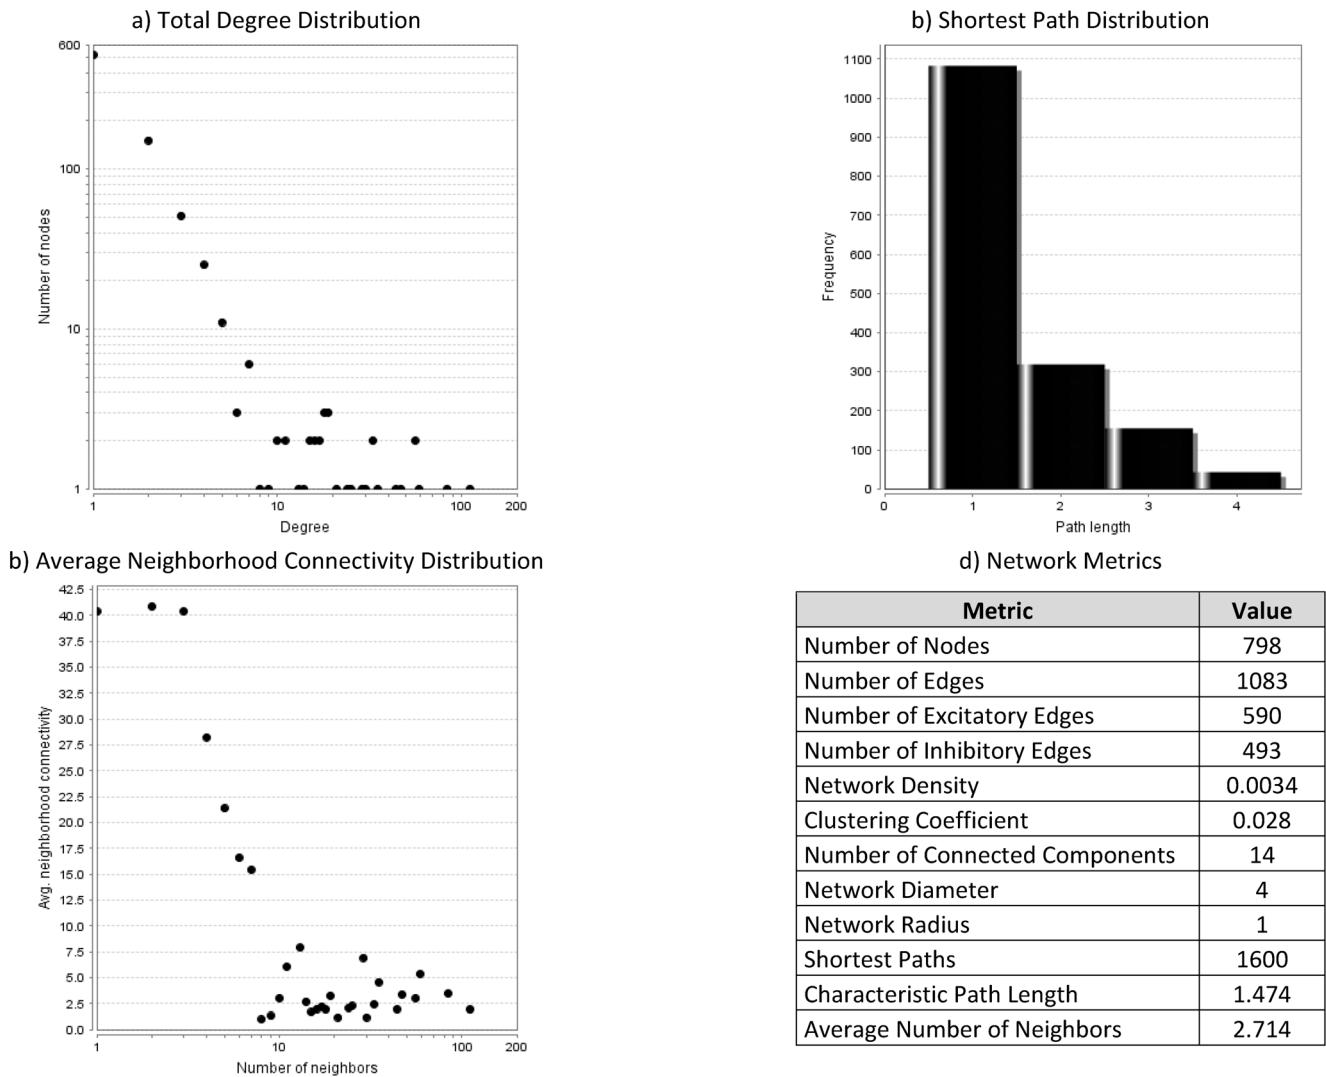 a) Total Degree Distribution
600
100
10
1
Number of nodes
1 10 100 200
Degree
b) Shortest Path Distribution
1100
1000
900
800
700
600
500
400
300
200
100
0
Frequency
0 1 2 3 4
Path length
b) Average Neighborhood Connectivity Distribution
42.5
40.0
37.5
35.0
32.5
30.0
27.5
25.0
22.5
20.0
17.5
15.0
12.5
10.0
7.5
5.0
2.5
0.0
Avg. neighborhood connectivity
1 10 100 200
Number of neighbors
d) Network Metrics
Metric Value
Number of Nodes 798
Number of Edges 1083
Number of Excitatory Edges 590
Number of Inhibitory Edges 493
Network Density 0.0034
Clustering Coefficient 0.028
Number of Connected Components 14
Network Diameter 4
Network Radius 1
Shortest Paths 1600
Characteristic Path Length 1.474
Average Number of Neighbors 2.714